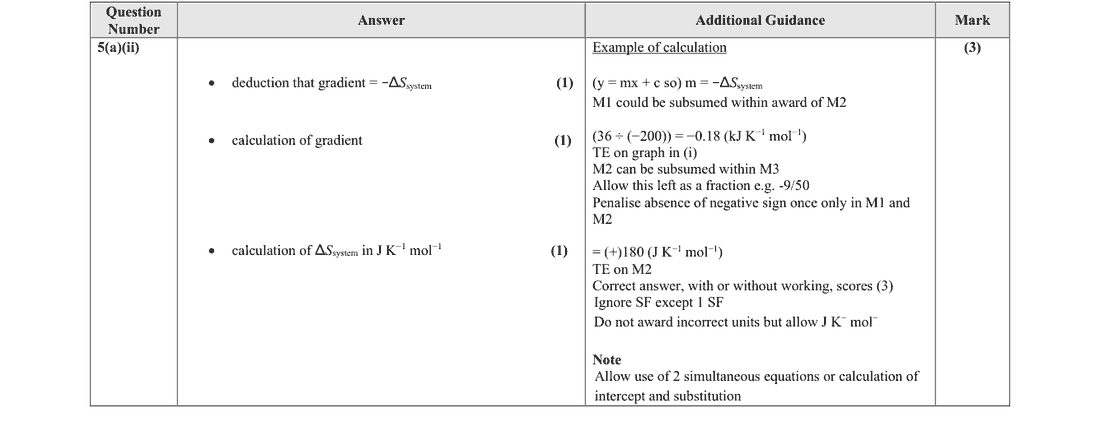 Question Number
Answer
Additional Guidance
Mark
5(a)(ii)
Example of calculation
(3)
• deduction that gradient = −ΔSsystem (1)
(y = mx + c so) m = −ΔSsystem
M1 could be subsumed within award of M2
• calculation of gradient (1)
(36 ÷ (−200)) = −0.18 (kJ K⁻¹ mol⁻¹)
TE on graph in (i)
M2 can be subsumed within M3
Allow this left as a fraction e.g. -9/50
Penalise absence of negative sign once only in M1 and
M2
• calculation of ΔSsystem in J K⁻¹ mol⁻¹ (1)
= (+)180 (J K⁻¹ mol⁻¹)
TE on M2
Correct answer, with or without working, scores (3)
Ignore SF except 1 SF
Do not award incorrect units but allow J K⁻ mol⁻
Note
Allow use of 2 simultaneous equations or calculation of
intercept and substitution